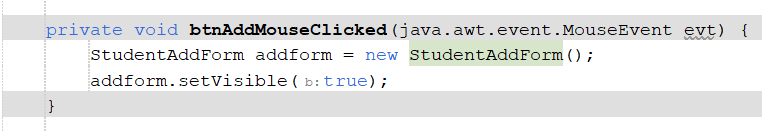 private void btnAddMouseClicked(java.awt.event.MouseEvent evt) {
StudentAddForm addform = new StudentAddForm();
addform.setVisible( b: true);
}